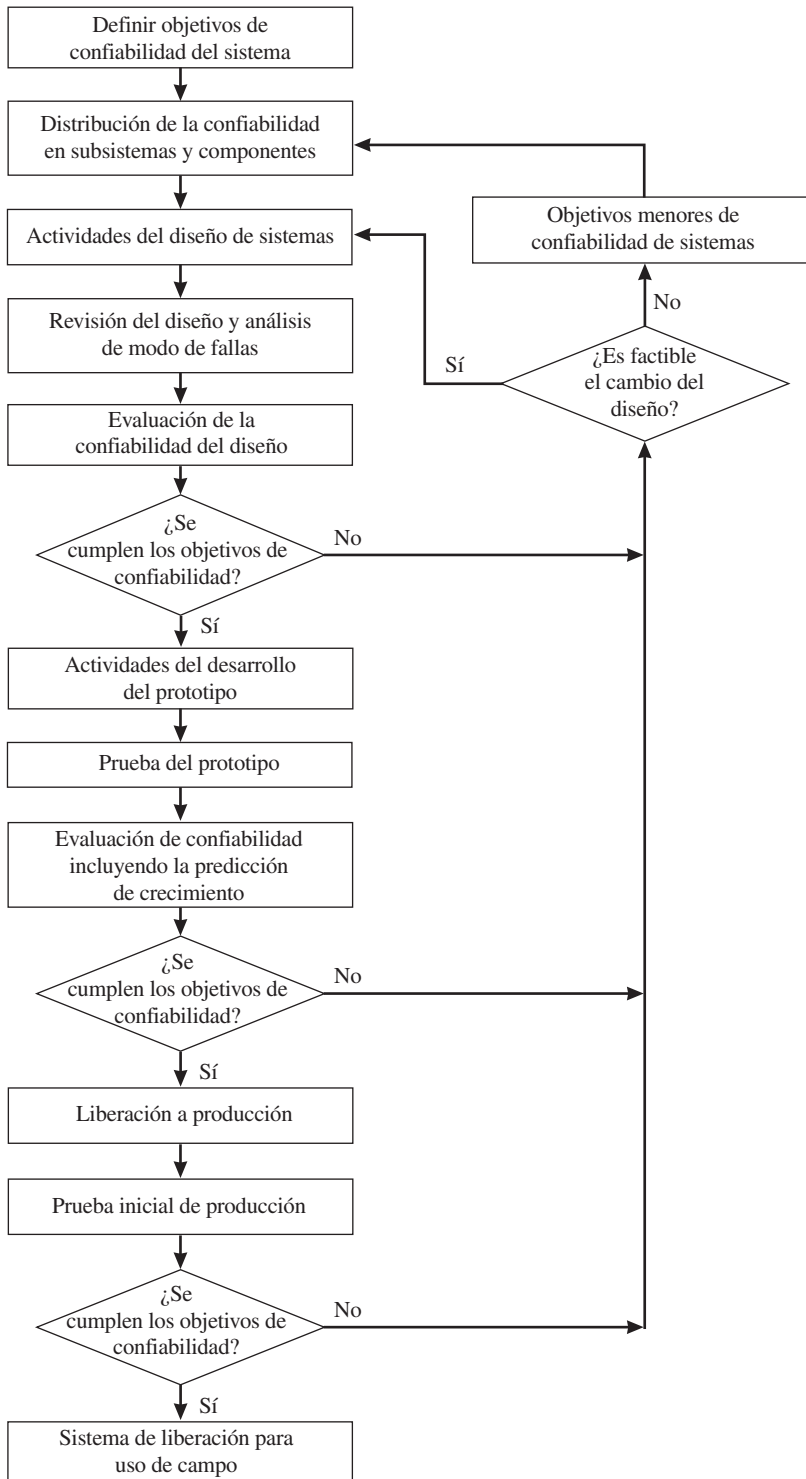 Definir objetivos de
confiabilidad del sistema
Distribución de la confiabilidad
en subsistemas y componentes
Actividades del diseño de sistemas
Objetivos menores de
confiabilidad de sistemas
No
Revisión del diseño y análisis
de modo de fallas
Sí
¿Es factible
el cambio del
diseño?
Evaluación de la
confiabilidad del diseño
¿Se
cumplen los objetivos de
confiabilidad?
No
Sí
Actividades del desarrollo
del prototipo
Prueba del prototipo
Evaluación de confiabilidad
incluyendo la predicción
de crecimiento
¿Se
cumplen los objetivos de
confiabilidad?
No
Sí
Liberación a producción
Prueba inicial de producción
¿Se
cumplen los objetivos de
confiabilidad?
No
Sí
Sistema de liberación para
uso de campo